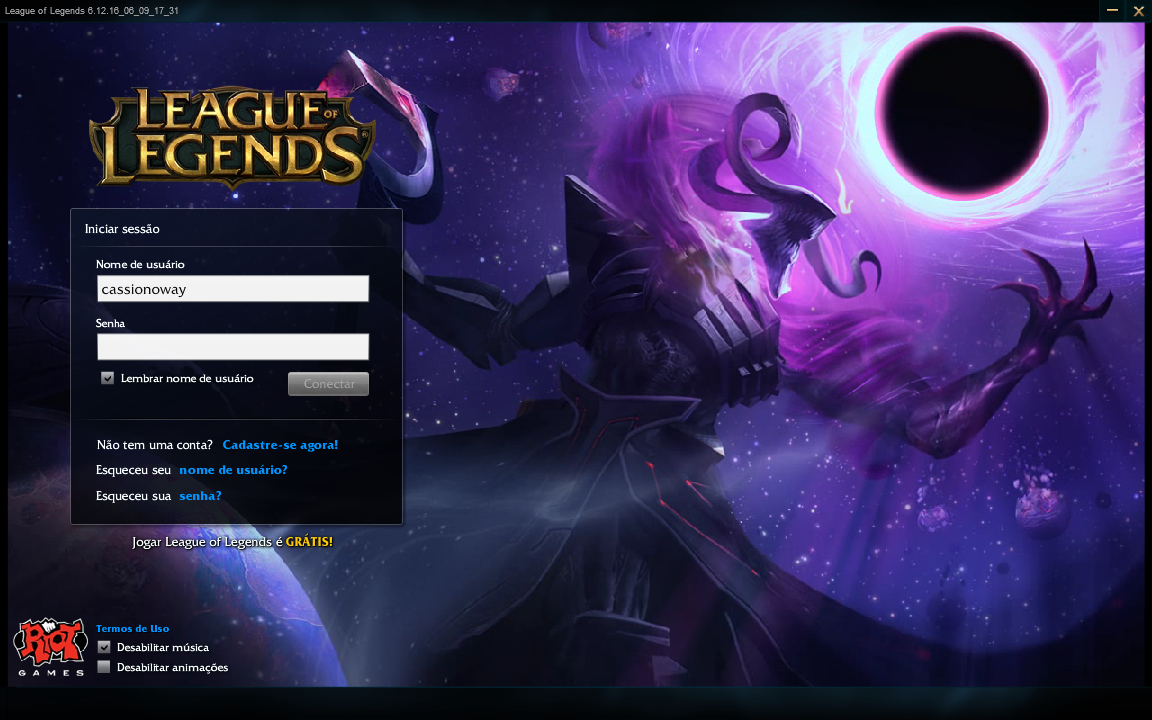 League of Legends 6.12.16_06_09_17_31
LEAGUE OF
LEGENDS
Iniciar sessão
Nome de usuário
cassionoway
Senha
Lembrar nome de usuário
Conectar
Não tem uma conta? Cadastre-se agora!
Esqueceu seu nome de usuário?
Esqueceu sua senha?
Jogar League of Legends é GRÁTIS!
RIOT
GAMES
Termos de Uso
Desabilitar música
Desabilitar animações